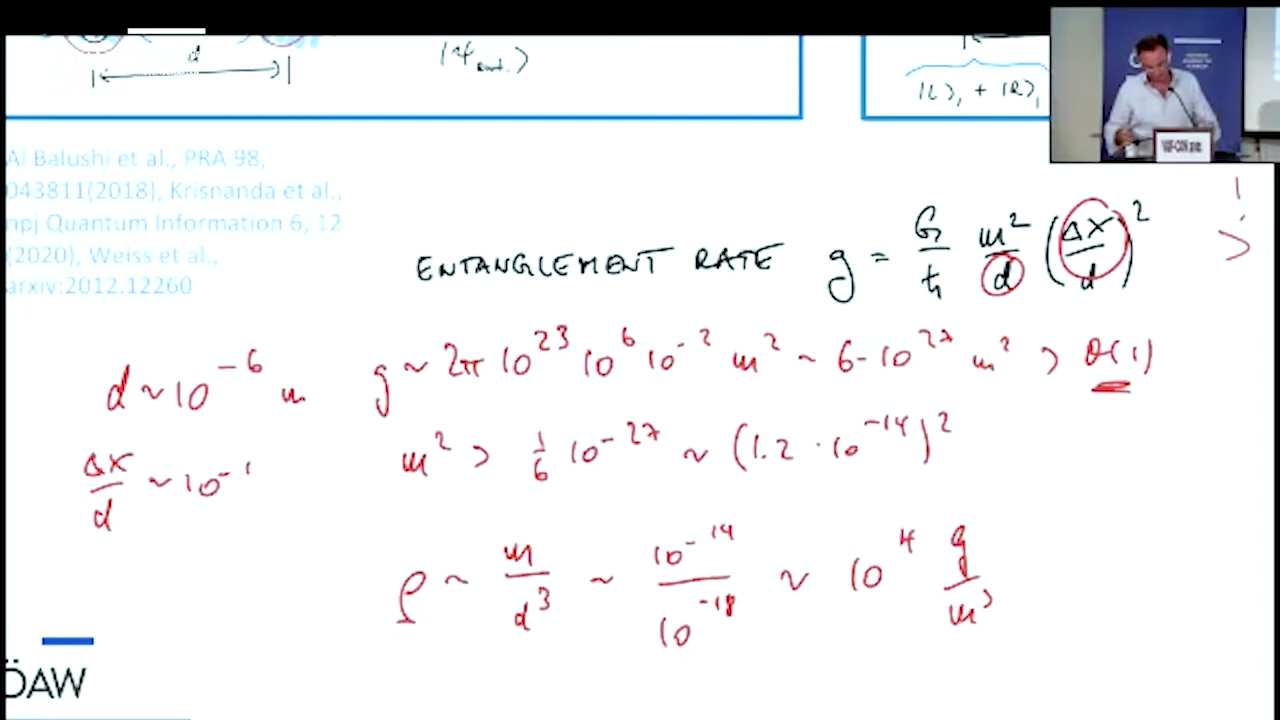 d
|Ψent.⟩
|L⟩₁ + |R⟩₁
Al Balushi et al., PRA 98,
043811(2018), Krisnanda et al.,
npj Quantum Information 6, 12
(2020), Weiss et al.,
arxiv:2012.12260
ENTANGLEMENT RATE g = G/ħ m²/d (Δx/d)² !>
d ~ 10⁻⁶ m
g ~ 2π 10²³ 10⁶ 10⁻² m² ~ 6·10²⁷ m² > O(1)
Δx/d ~ 10⁻¹
m² > 1/6 10⁻²⁷ ~ (1.2 · 10⁻¹⁴)²
ρ ~ m/d³ ~ 10⁻¹⁴/10⁻¹⁸ ~ 10⁴ g/m³
ÖAW